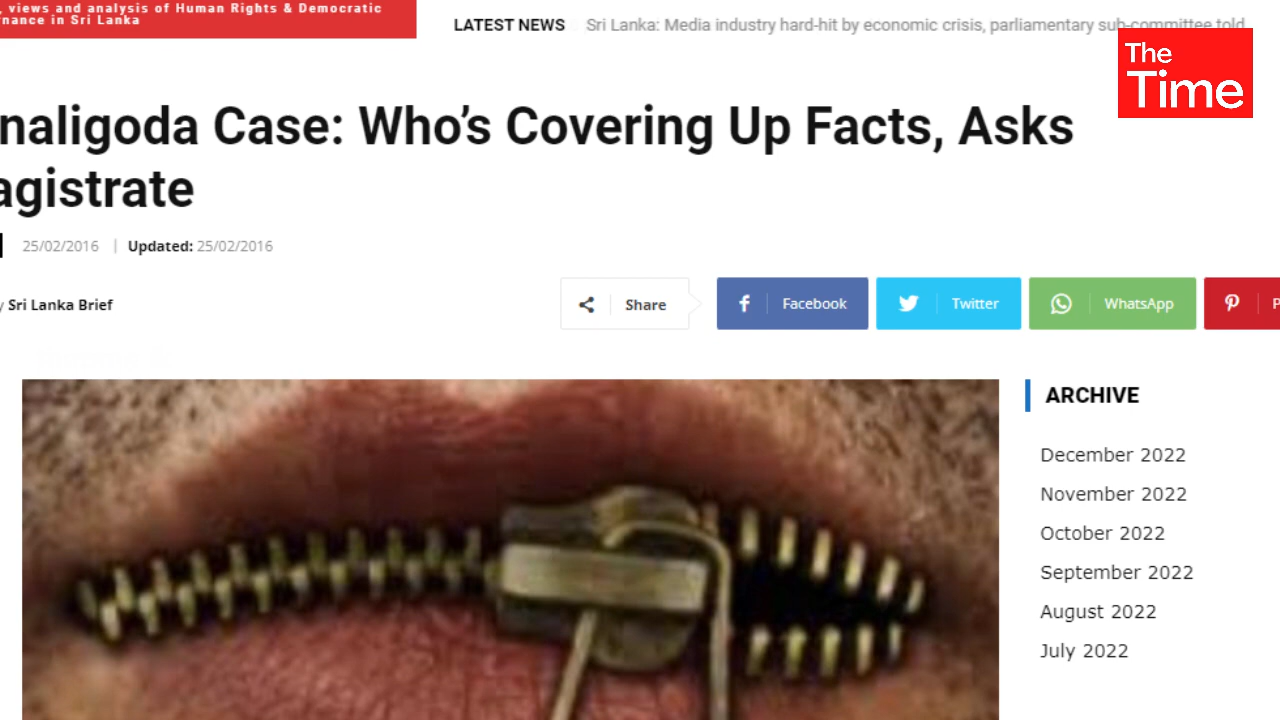 , views and analysis of Human Rights & Democratic
rnance in Sri Lanka
LATEST NEWS Sri Lanka: Media industry hard-hit by economic crisis, parliamentary sub-committee told
The
Time
naligoda Case: Who's Covering Up Facts, Asks
agistrate
25/02/2016 | Updated: 25/02/2016
y Sri Lanka Brief
Share
Facebook
Twitter
WhatsApp
P
ARCHIVE
December 2022
November 2022
October 2022
September 2022
August 2022
July 2022